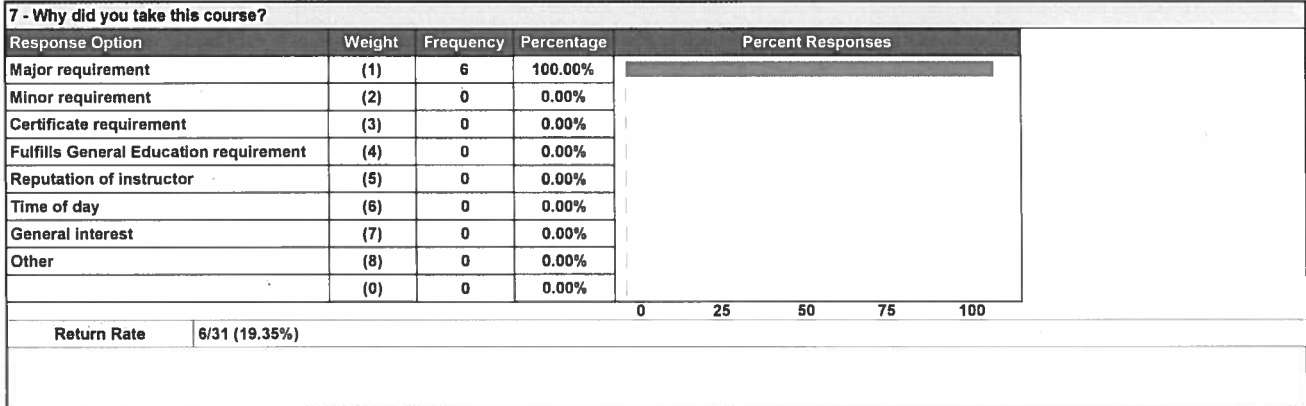 7 - Why did you take this course?
Response Option Weight Frequency Percentage Percent Responses
Major requirement (1) 6 100.00%
Minor requirement (2) 0 0.00%
Certificate requirement (3) 0 0.00%
Fulfills General Education requirement (4) 0 0.00%
Reputation of instructor (5) 0 0.00%
Time of day (6) 0 0.00%
General interest (7) 0 0.00%
Other (8) 0 0.00%
(0) 0 0.00%
0 25 50 75 100
Return Rate 6/31 (19.35%)